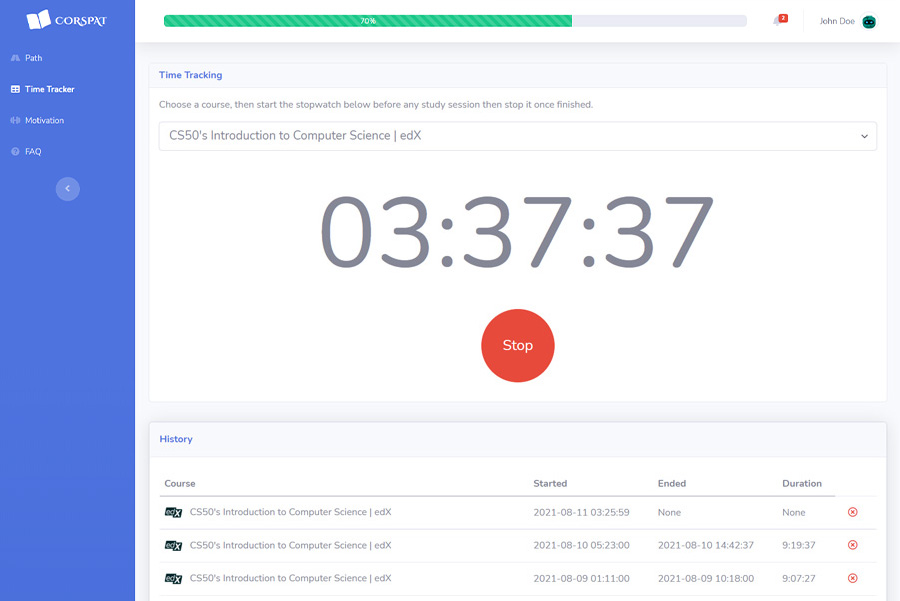 CORSPAT
70%
2
John Doe
Path
Time Tracker
Motivation
FAQ
Time Tracking
Choose a course, then start the stopwatch below before any study session then stop it once finished.
CS50's Introduction to Computer Science | edX
03:37:37
Stop
History
Course Started Ended Duration
edX CS50's Introduction to Computer Science | edX 2021-08-11 03:25:59 None None
edX CS50's Introduction to Computer Science | edX 2021-08-10 05:23:00 2021-08-10 14:42:37 9:19:37
edX CS50's Introduction to Computer Science | edX 2021-08-09 01:11:00 2021-08-09 10:18:00 9:07:27